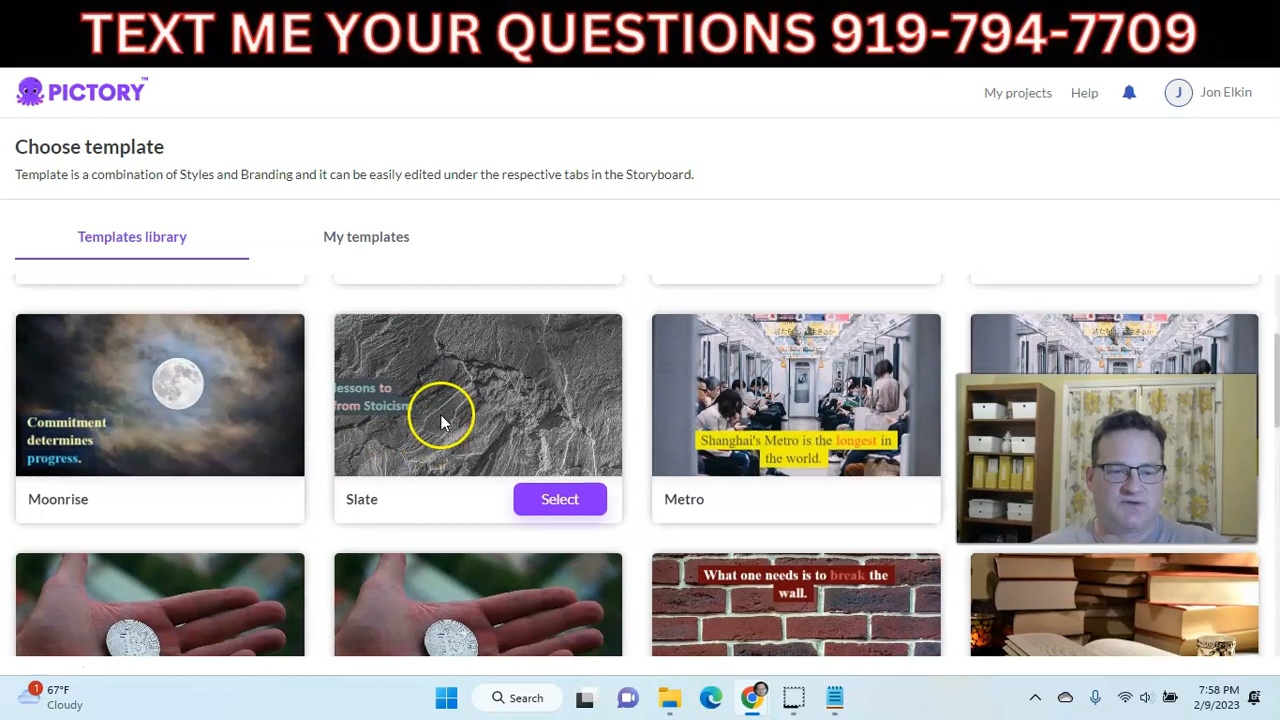 TEXT ME YOUR QUESTIONS 919-794-7709
PICTORY™
My projects
Help
J
Jon Elkin
Choose template
Template is a combination of Styles and Branding and it can be easily edited under the respective tabs in the Storyboard.
Templates library
My templates
Commitment
determines
progress.
lessons to
from Stoicism
Shanghai's Metro is the longest in
the world.
Moonrise
Slate
Select
Metro
What one needs is to break the
wall.
1
67°F
Cloudy
Search
7:58 PM
2/9/2023